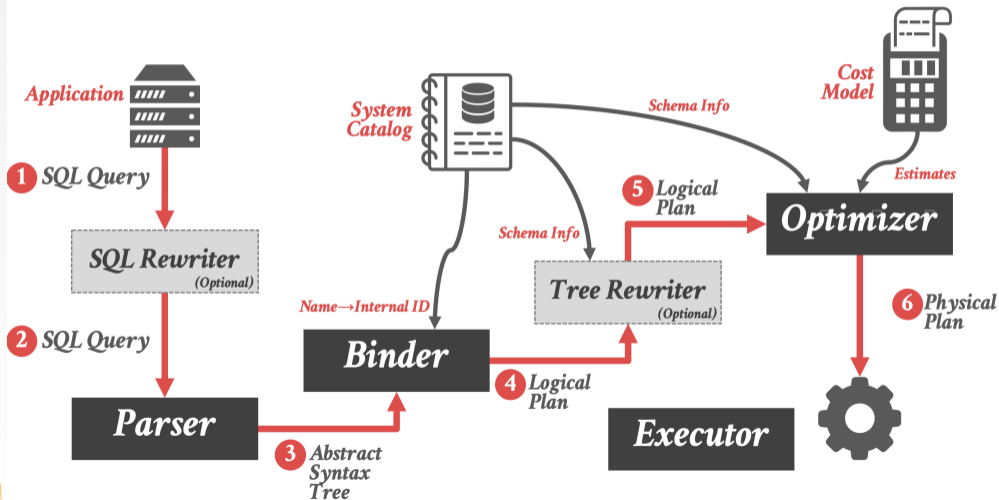 Application
1 SQL Query
SQL Rewriter
(Optional)
2 SQL Query
Parser
3 Abstract
Syntax
Tree
System
Catalog
Name→Internal ID
Binder
4 Logical
Plan
Schema Info
Tree Rewriter
(Optional)
5 Logical
Plan
Schema Info
Cost
Model
Estimates
Optimizer
6 Physical
Plan
Executor